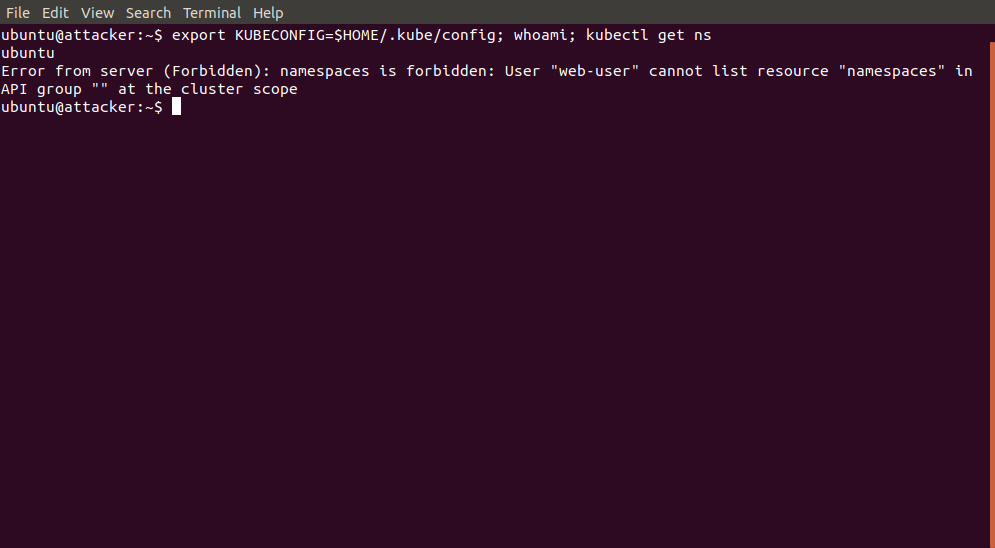 File Edit View Search Terminal Help
ubuntu@attacker:~$ export KUBECONFIG=$HOME/.kube/config; whoami; kubectl get ns
ubuntu
Error from server (Forbidden): namespaces is forbidden: User "web-user" cannot list resource "namespaces" in
API group "" at the cluster scope
ubuntu@attacker:~$